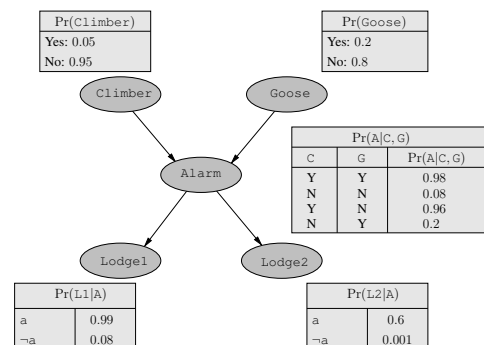 Pr(Climber)
Yes: 0.05
No: 0.95
Pr(Goose)
Yes: 0.2
No: 0.8
Climber
Goose
Alarm
Pr(A|C, G)
C G Pr(A|C, G)
Y Y 0.98
N N 0.08
Y N 0.96
N Y 0.2
Lodge1
Lodge2
Pr(L1|A)
a 0.99
¬a 0.08
Pr(L2|A)
a 0.6
¬a 0.001